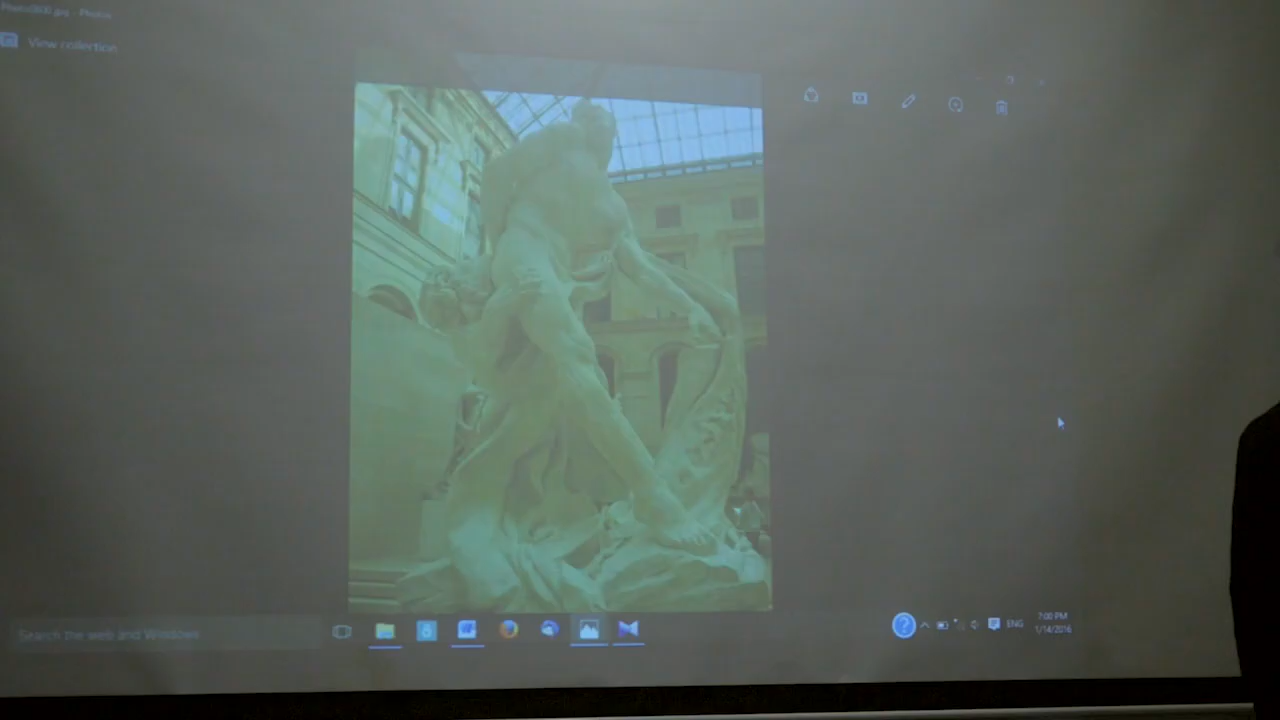 View collection
Search the web and Windows
ENG
7:00 PM
1/14/2016